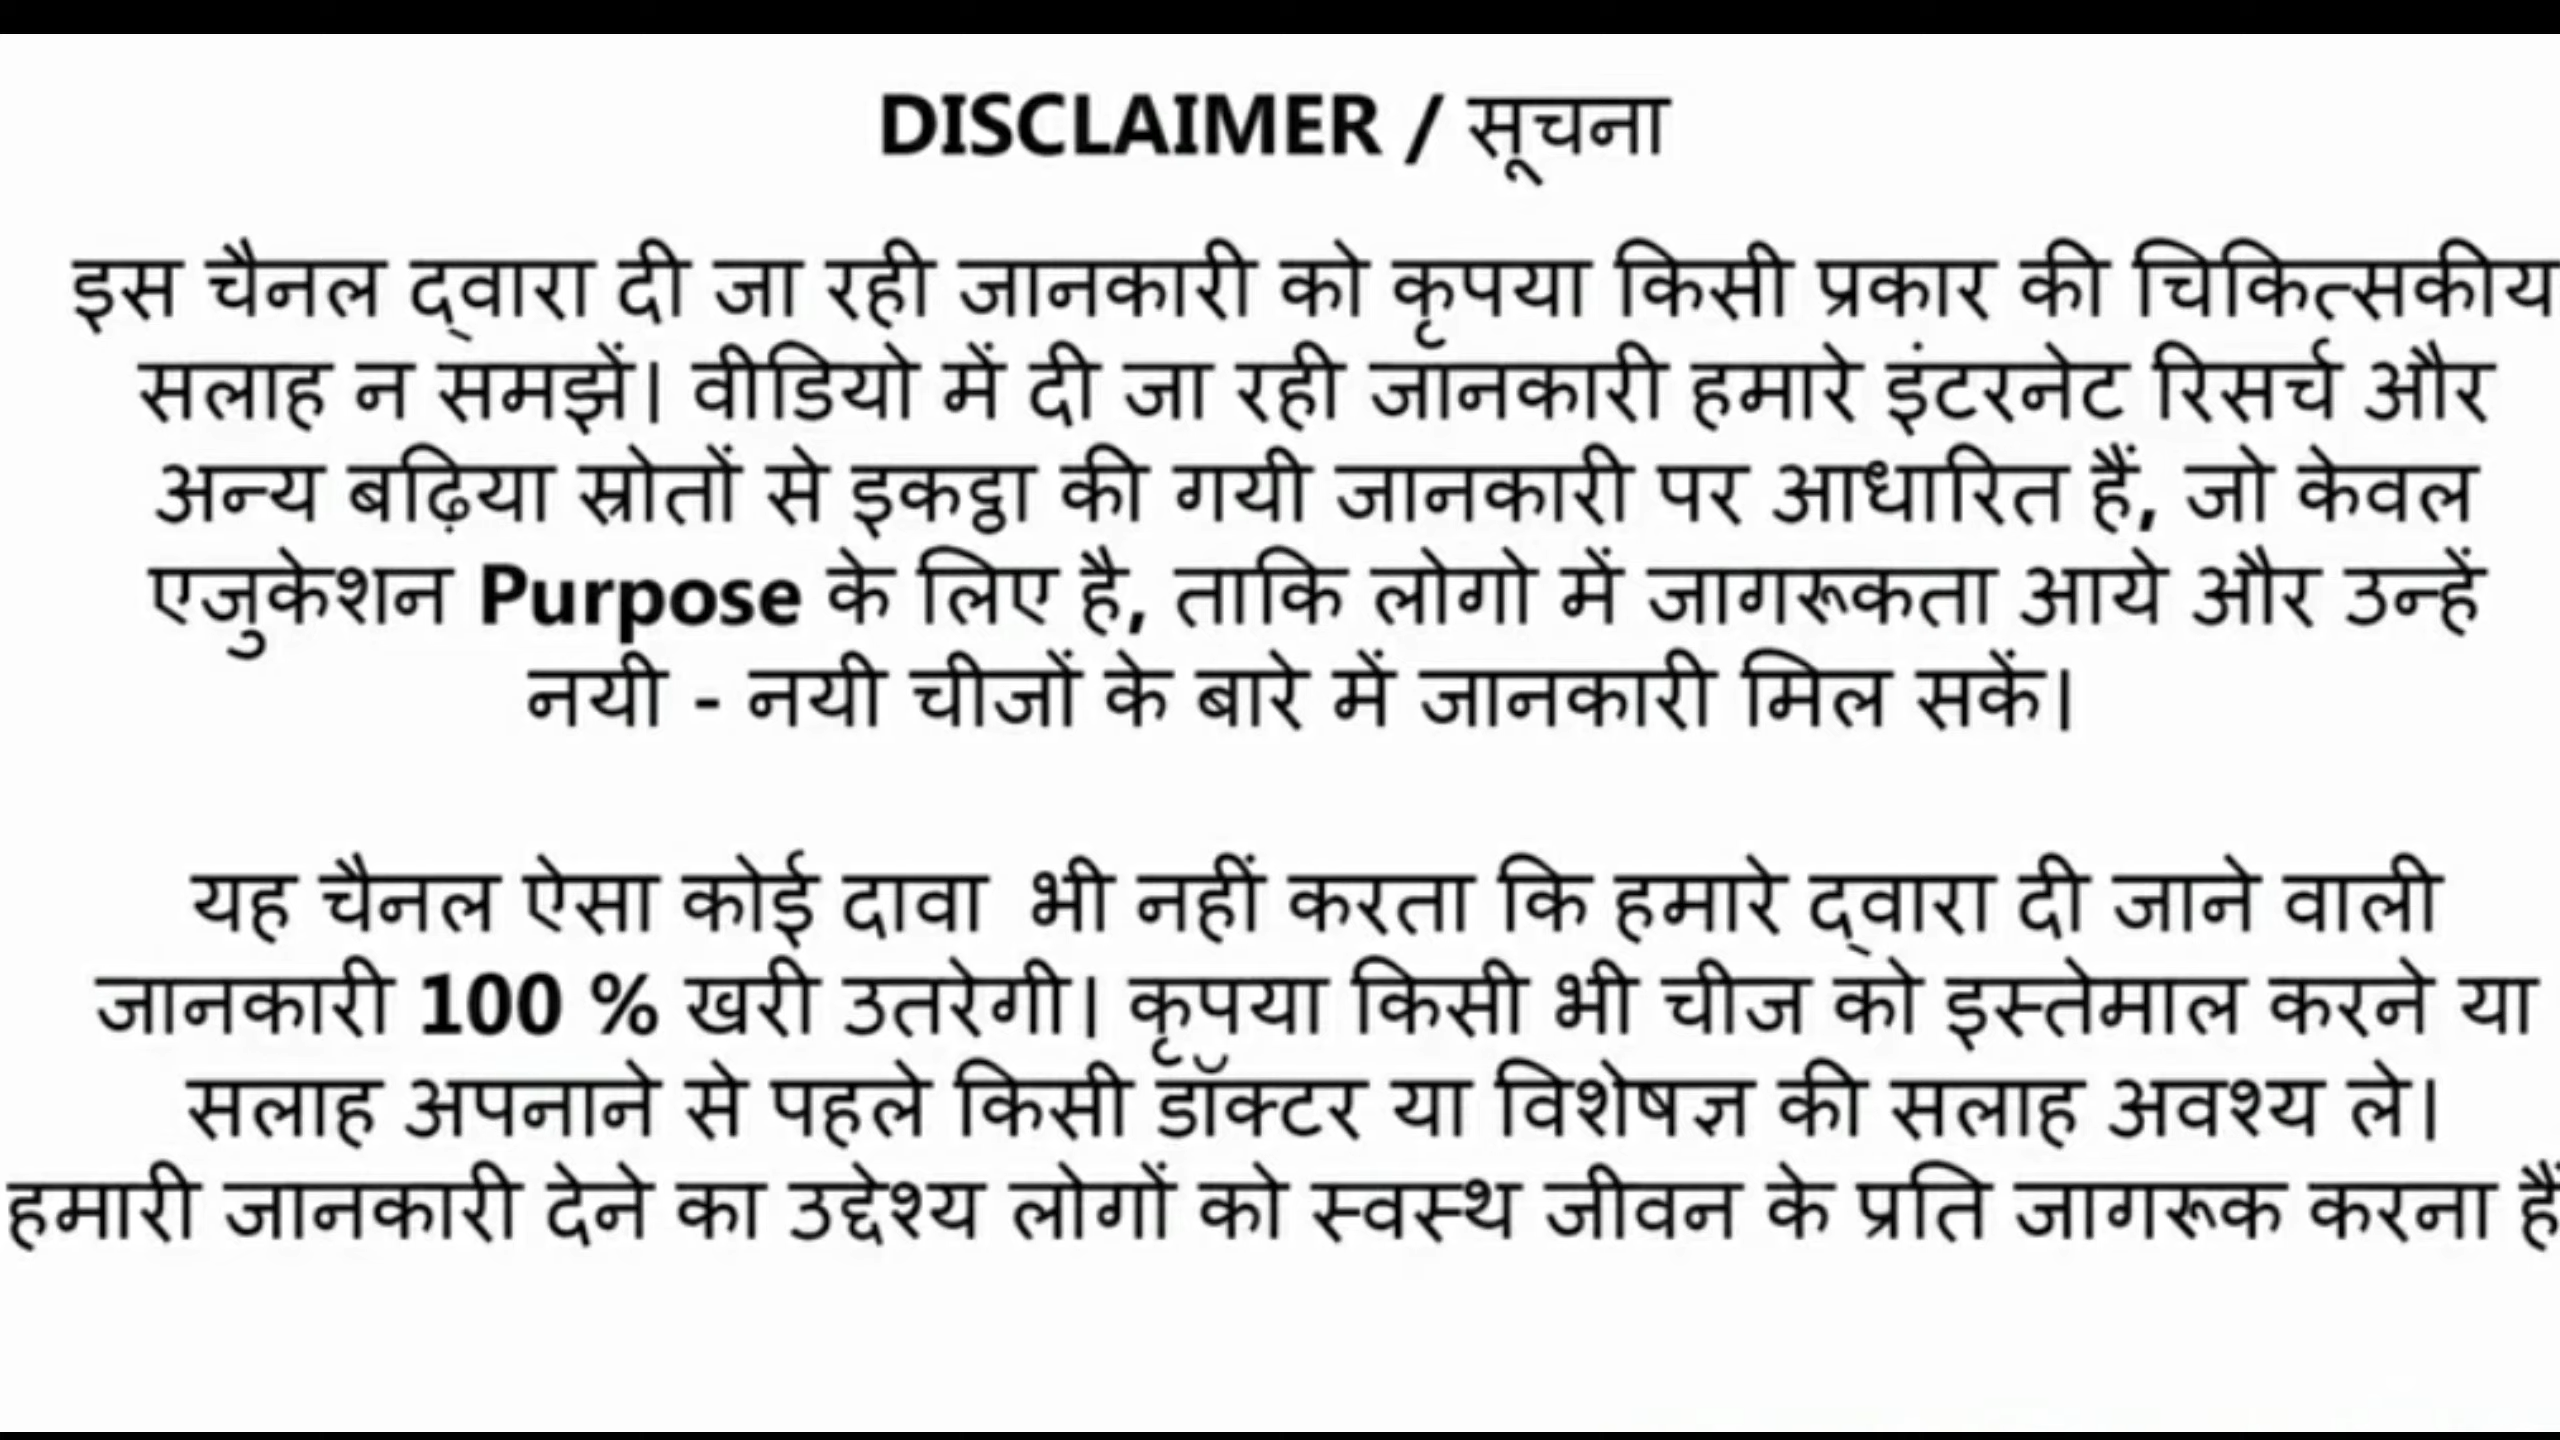 DISCLAIMER / सूचना
इस चैनल द्वारा दी जा रही जानकारी को कृपया किसी प्रकार की चिकित्सकीय
सलाह न समझें। वीडियो में दी जा रही जानकारी हमारे इंटरनेट रिसर्च और
अन्य बढ़िया स्रोतों से इकट्ठा की गयी जानकारी पर आधारित हैं, जो केवल
एजुकेशन Purpose के लिए है, ताकि लोगो में जागरूकता आये और उन्हें
नयी - नयी चीजों के बारे में जानकारी मिल सकें।
यह चैनल ऐसा कोई दावा भी नहीं करता कि हमारे द्वारा दी जाने वाली
जानकारी 100 % खरी उतरेगी। कृपया किसी भी चीज को इस्तेमाल करने या
सलाह अपनाने से पहले किसी डॉक्टर या विशेषज्ञ की सलाह अवश्य ले।
हमारी जानकारी देने का उद्देश्य लोगों को स्वस्थ जीवन के प्रति जागरूक करना हैं